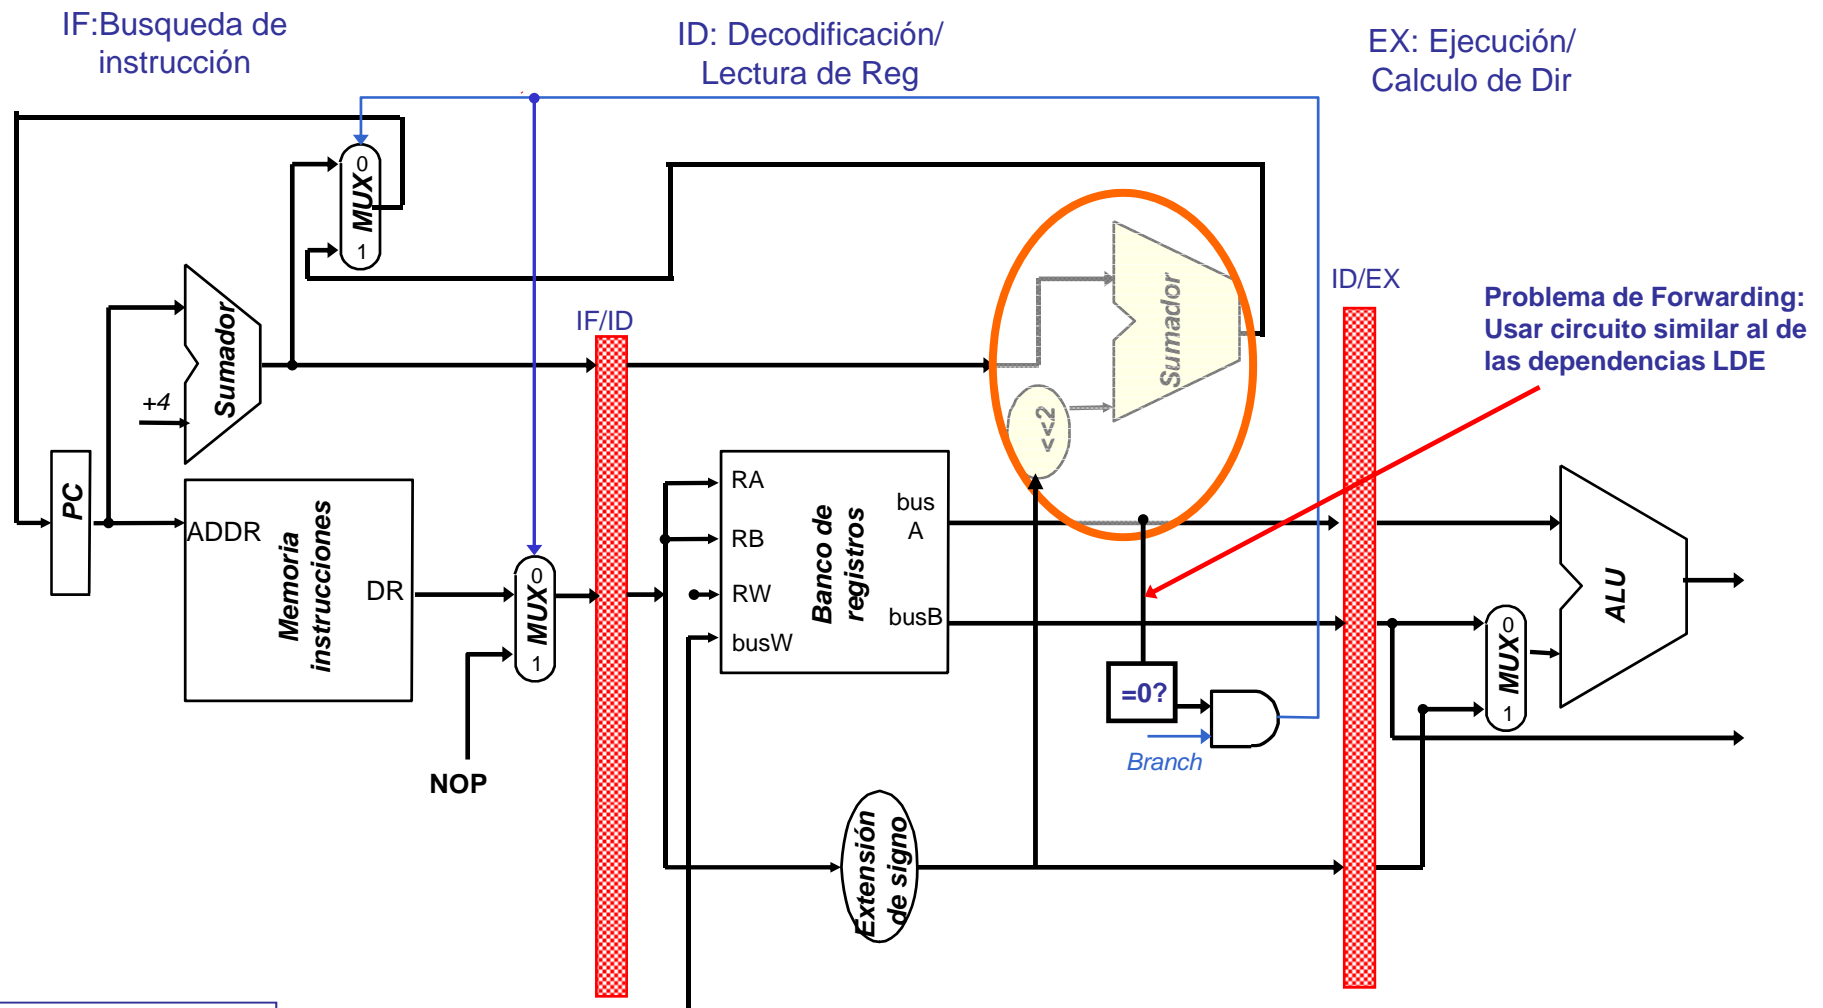 IF:Busqueda de
instrucción
ID: Decodificación/
Lectura de Reg
EX: Ejecución/
Calculo de Dir
MUX
0
1
Sumador
+4
IF/ID
Sumador
<<2
ID/EX
Problema de Forwarding:
Usar circuito similar al de
las dependencias LDE
PC
ADDR
Memoria
instrucciones
DR
MUX
0
1
NOP
RA
RB
RW
busW
Banco de
registros
bus
A
busB
=0?
Branch
Extensión
de signo
MUX
0
1
ALU